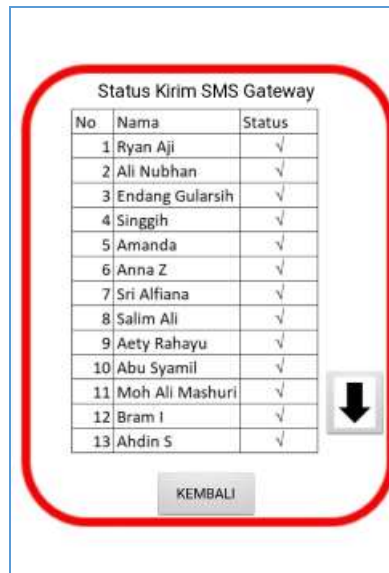 Status Kirim SMS Gateway
No Nama Status
1 Ryan Aji √
2 Ali Nubhan √
3 Endang Gularsih √
4 Singgih √
5 Amanda √
6 Anna Z √
7 Sri Alfiana √
8 Salim Ali √
9 Aety Rahayu √
10 Abu Syamil √
11 Moh Ali Mashuri √
12 Bram I √
13 Ahdin S √
KEMBALI